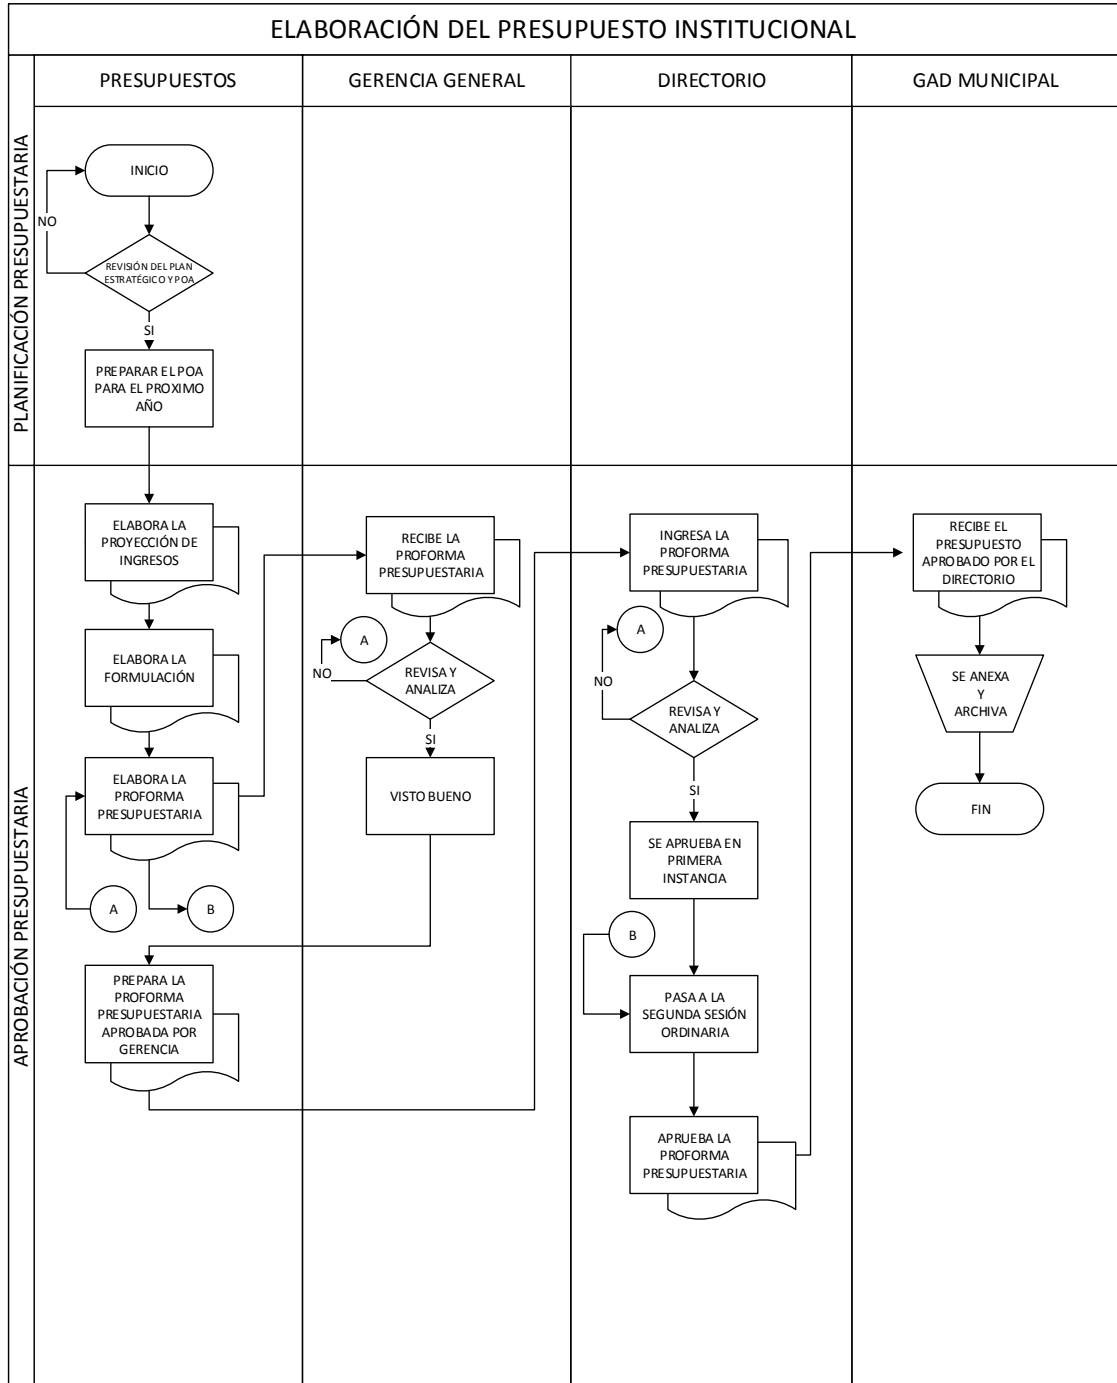 ELABORACIÓN DEL PRESUPUESTO INSTITUCIONAL
PRESUPUESTOS
GERENCIA GENERAL
DIRECTORIO
GAD MUNICIPAL
PLANIFICACIÓN PRESUPUESTARIA
INICIO
NO
REVISIÓN DEL PLAN
ESTRATÉGICO Y POA
SI
PREPARAR EL POA
PARA EL PROXIMO
AÑO
APROBACIÓN PRESUPUESTARIA
ELABORA LA
PROYECCIÓN DE
INGRESOS
ELABORA LA
FORMULACIÓN
ELABORA LA
PROFORMA
PRESUPUESTARIA
A
B
PREPARA LA
PROFORMA
PRESUPUESTARIA
APROBADA POR
GERENCIA
RECIBE LA
PROFORMA
PRESUPUESTARIA
A
NO
REVISA Y
ANALIZA
SI
VISTO BUENO
INGRESA LA
PROFORMA
PRESUPUESTARIA
A
NO
REVISA Y
ANALIZA
SI
SE APRUEBA EN
PRIMERA
INSTANCIA
B
PASA A LA
SEGUNDA SESIÓN
ORDINARIA
APRUEBA LA
PROFORMA
PRESUPUESTARIA
RECIBE EL
PRESUPUESTO
APROBADO POR EL
DIRECTORIO
SE ANEXA
Y
ARCHIVA
FIN